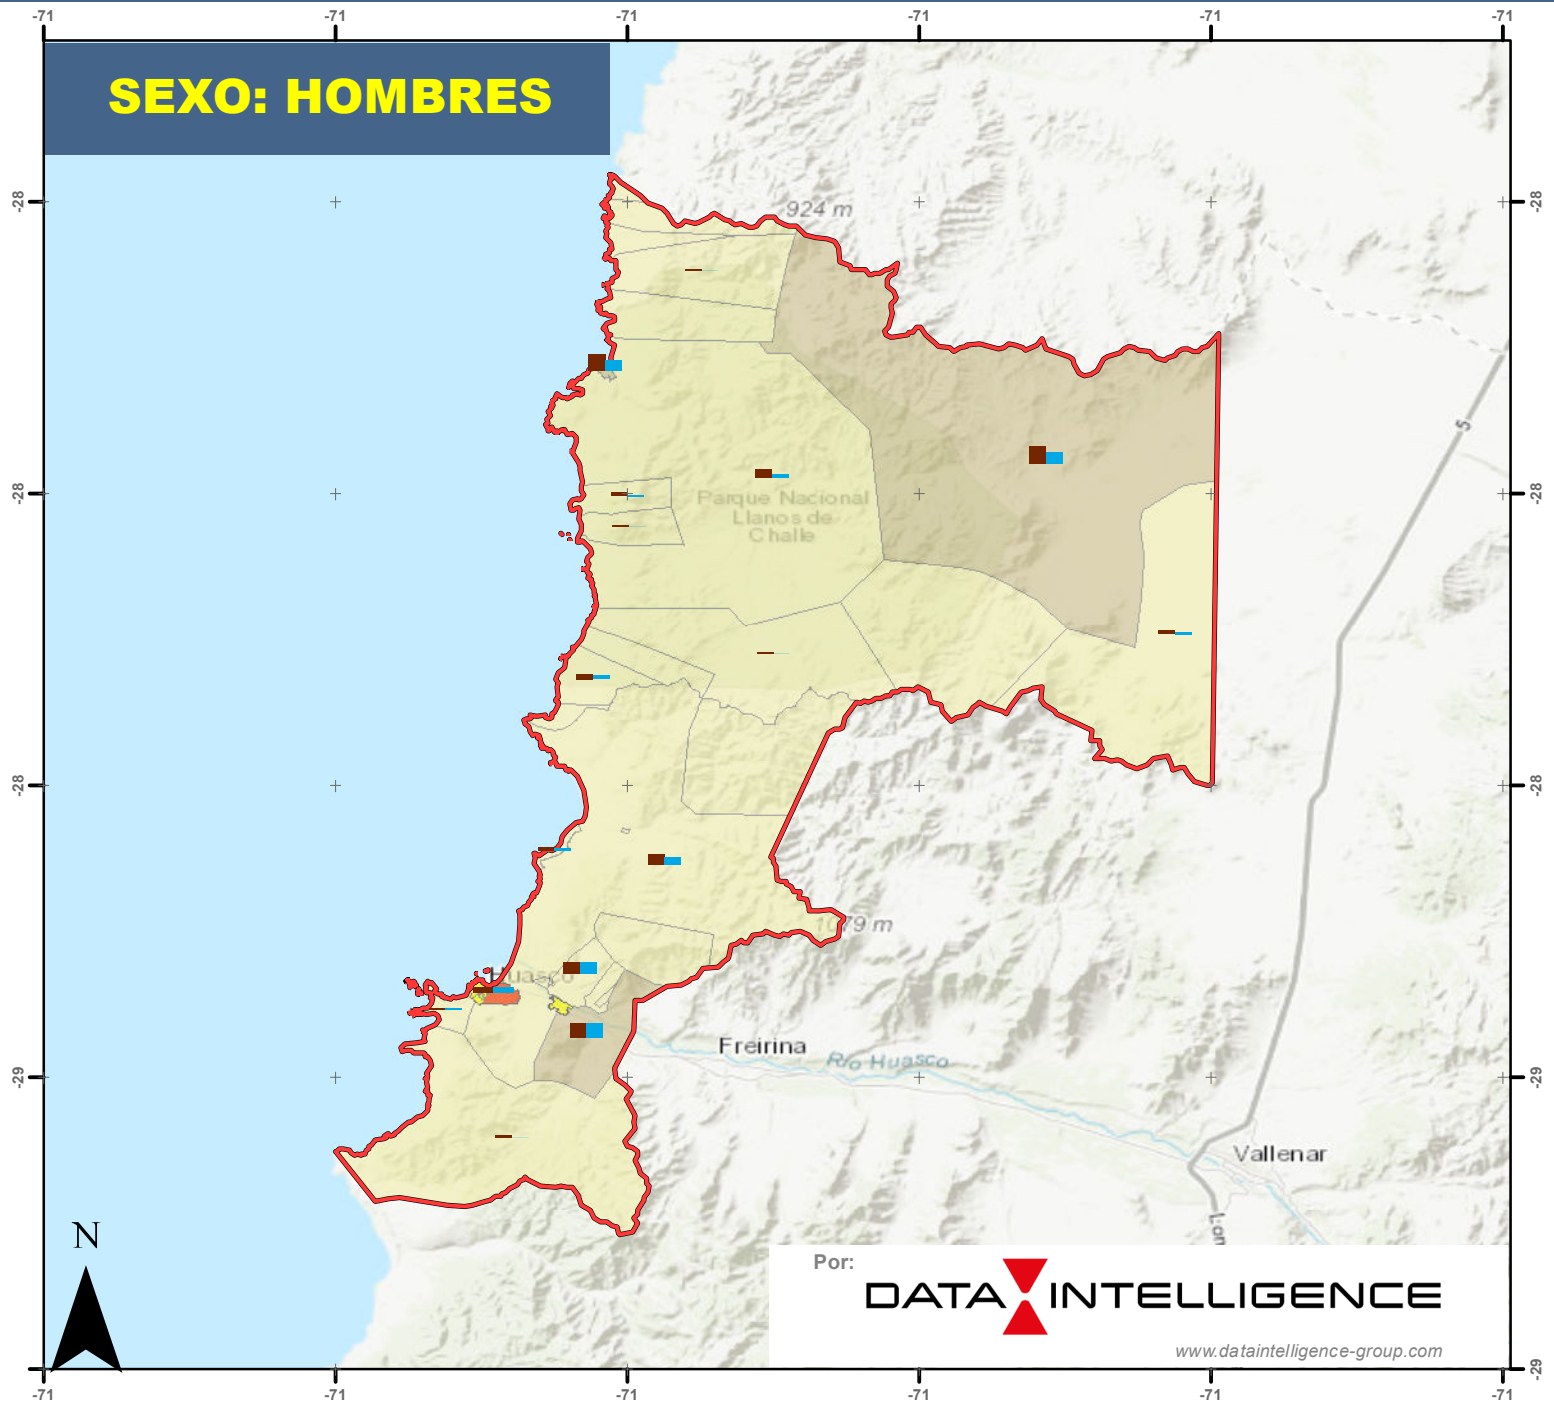 -71 -71 -71 -71 -71 -71
SEXO: HOMBRES
-28 -28
924 m
5
-28 -28
Parque Nacional
Llanos de
Challe
-28 -28
79 m
Huasco
Freirina
Río Huasco
-29 -29
Vallenar
N
Por:
DATA INTELLIGENCE
www.dataintelligence-group.com
-29
-71 -71 -71 -71 -71 -71